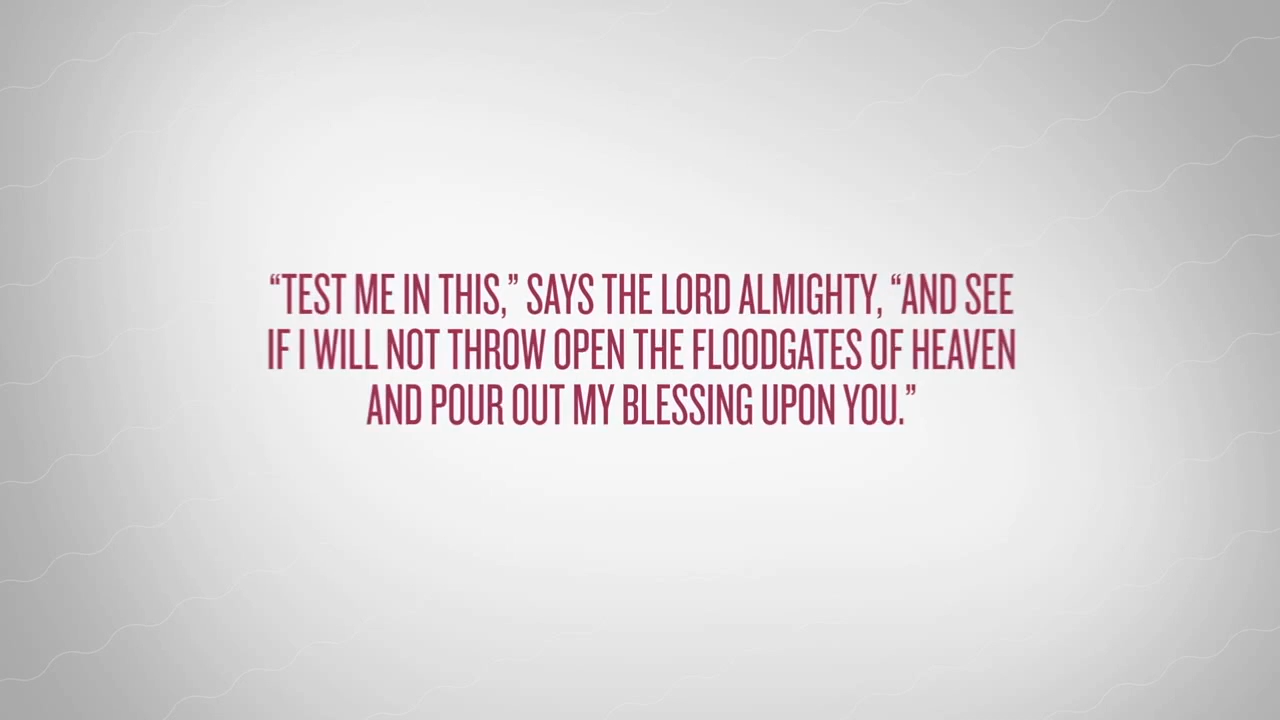 “TEST ME IN THIS,” SAYS THE LORD ALMIGHTY, “AND SEE
IF I WILL NOT THROW OPEN THE FLOODGATES OF HEAVEN
AND POUR OUT MY BLESSING UPON YOU.”